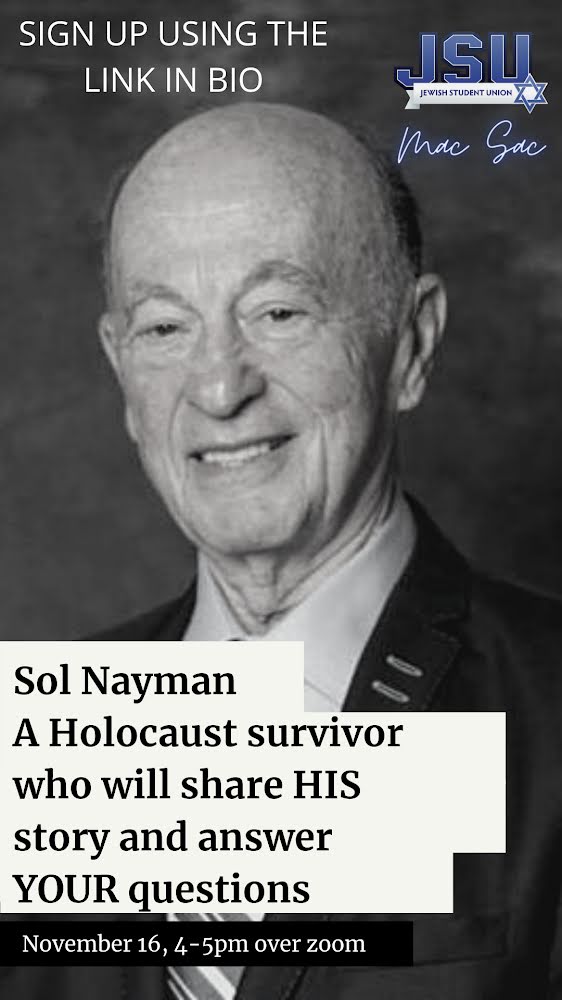 SIGN UP USING THE
LINK IN BIO
JSU
JEWISH STUDENT UNION
Mac Sac
Sol Nayman
A Holocaust survivor
who will share HIS
story and answer
YOUR questions
November 16, 4-5pm over zoom